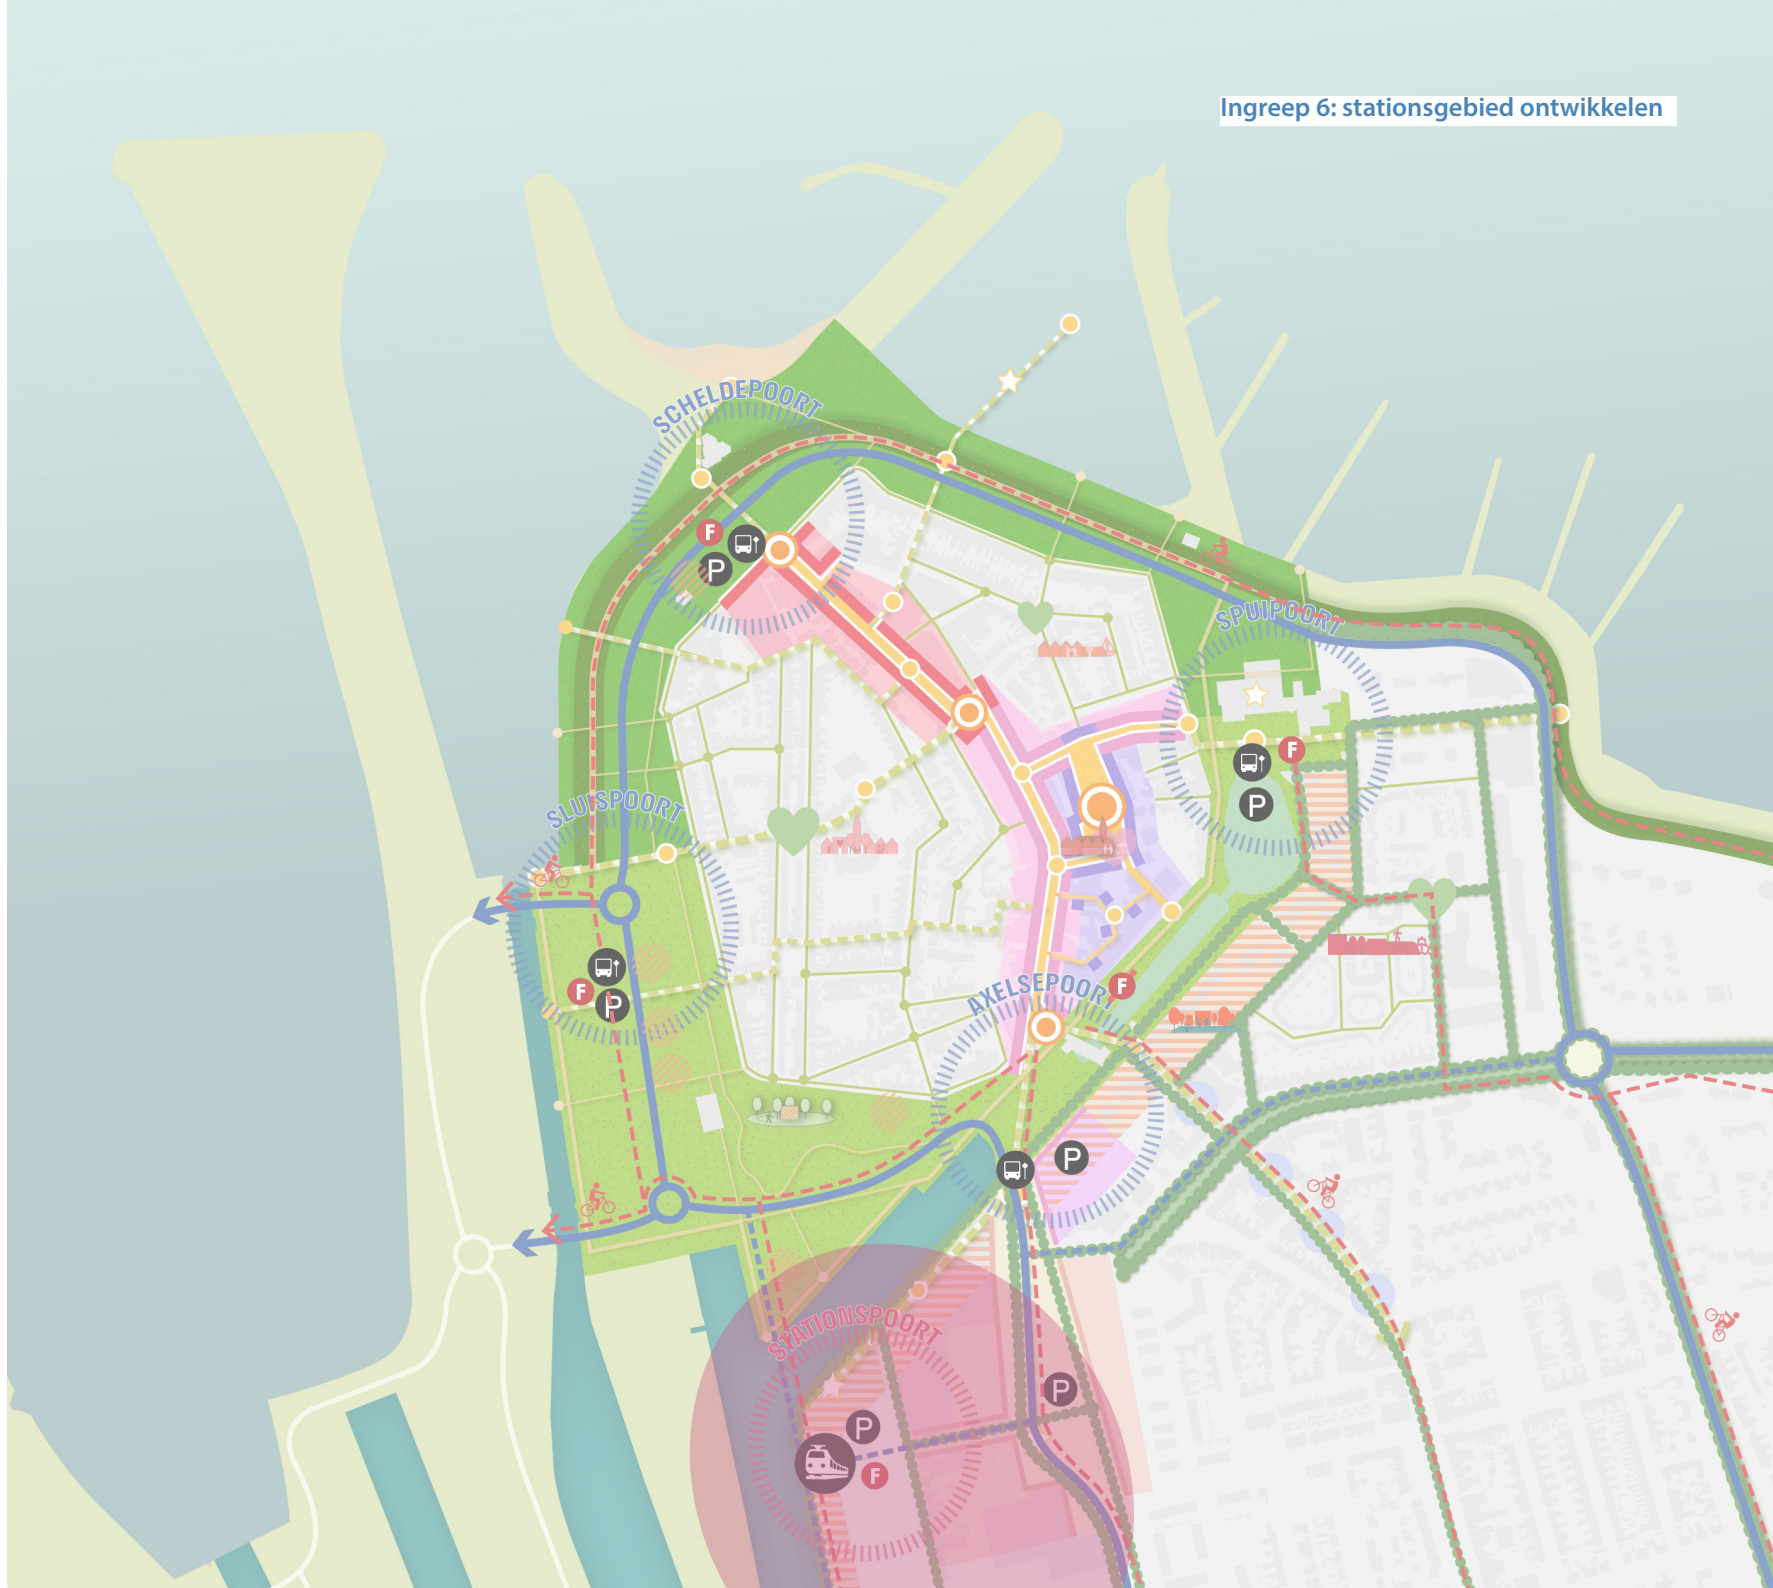 Ingreep 6: stationsgebied ontwikkelen
SCHELDEPOORT
F
P
SPUIPOORT
F
P
SLUISPOORT
F
P
AXELSEPOORT
F
P
STATIONSPOORT
P
P
F